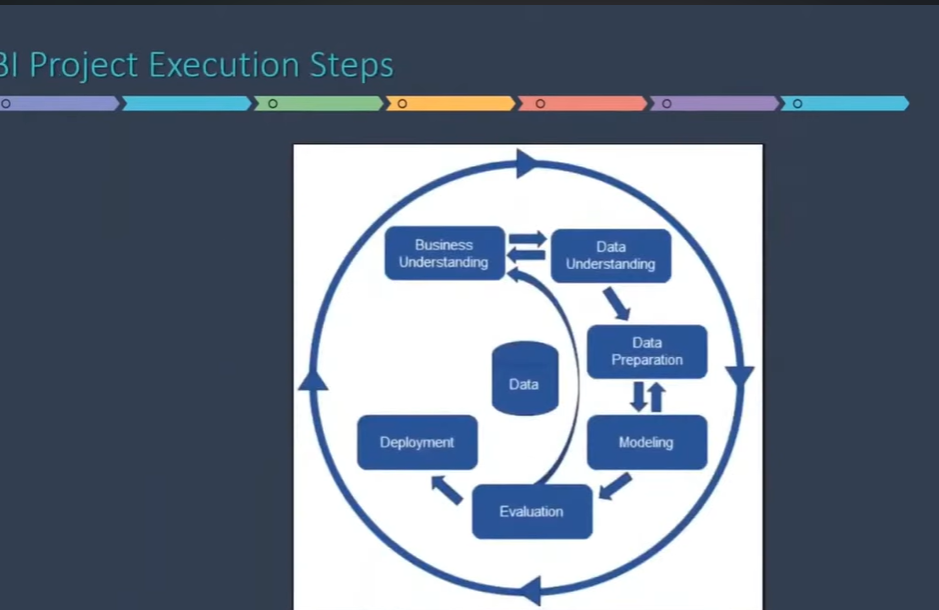 BI Project Execution Steps
Business
Understanding
Data
Understanding
Data
Preparation
Data
Deployment
Modeling
Evaluation